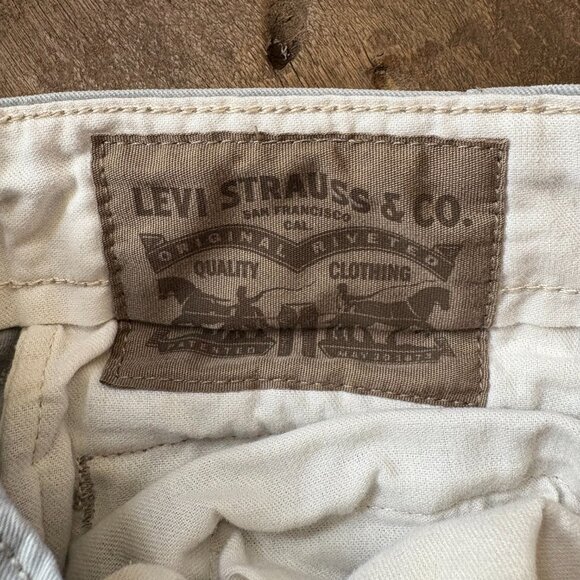 LEVI STRAUSS & CO.
SAN FRANCISCO
CAL.
ORIGINAL RIVETED
QUALITY CLOTHING
PATENTED MAY 20 1873